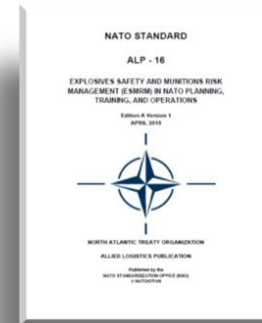 NATO STANDARD
ALP - 16
EXPLOSIVES SAFETY AND MUNITIONS RISK
MANAGEMENT (ESMRM) IN NATO PLANNING,
TRAINING, AND OPERATIONS
Edition A Version 1
APRIL 2015
NORTH ATLANTIC TREATY ORGANIZATION
ALLIED LOGISTICS PUBLICATION
Published by the
NATO STANDARDIZATION OFFICE (NSO)
© NATO/OTAN